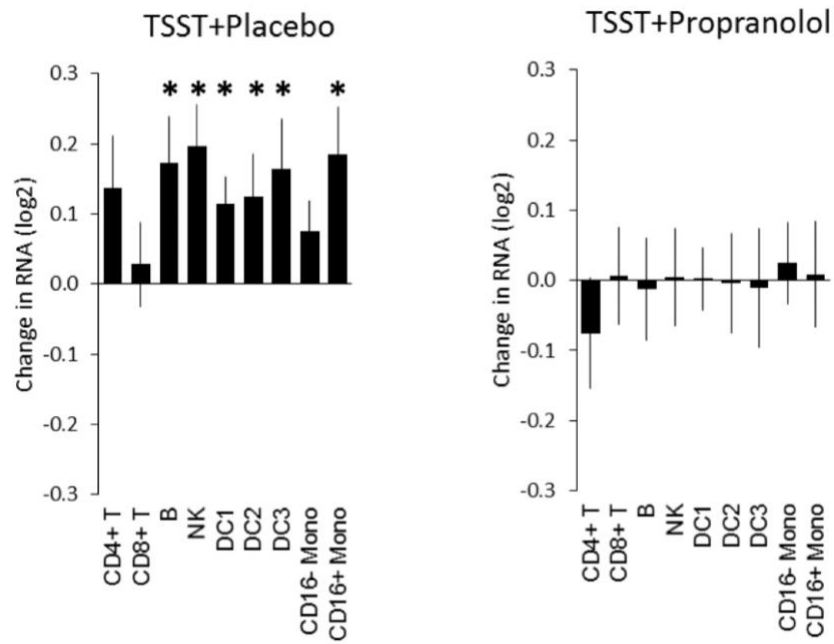 TSST+Placebo
Change in RNA (log2)
0.3
0.2
0.1
0.0
-0.1
-0.2
-0.3
* * * * * *
CD4+ T
CD8+ T
B
NK
DC1
DC2
DC3
CD16- Mono
CD16+ Mono
TSST+Propranolol
Change in RNA (log2)
0.3
0.2
0.1
0.0
-0.1
-0.2
-0.3
CD4+ T
CD8+ T
B
NK
DC1
DC2
DC3
CD16- Mono
CD16+ Mono